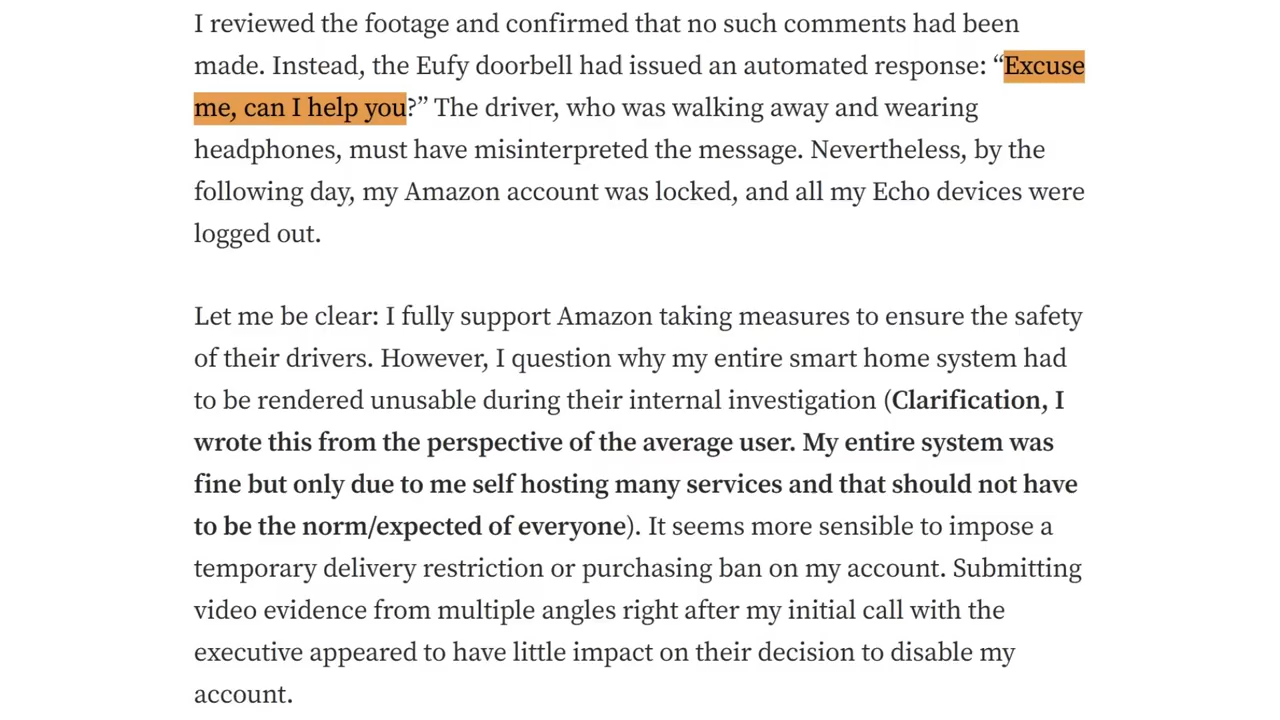 I reviewed the footage and confirmed that no such comments had been
made. Instead, the Eufy doorbell had issued an automated response: “Excuse
me, can I help you?” The driver, who was walking away and wearing
headphones, must have misinterpreted the message. Nevertheless, by the
following day, my Amazon account was locked, and all my Echo devices were
logged out.
Let me be clear: I fully support Amazon taking measures to ensure the safety
of their drivers. However, I question why my entire smart home system had
to be rendered unusable during their internal investigation (Clarification, I
wrote this from the perspective of the average user. My entire system was
fine but only due to me self hosting many services and that should not have
to be the norm/expected of everyone). It seems more sensible to impose a
temporary delivery restriction or purchasing ban on my account. Submitting
video evidence from multiple angles right after my initial call with the
executive appeared to have little impact on their decision to disable my
account.